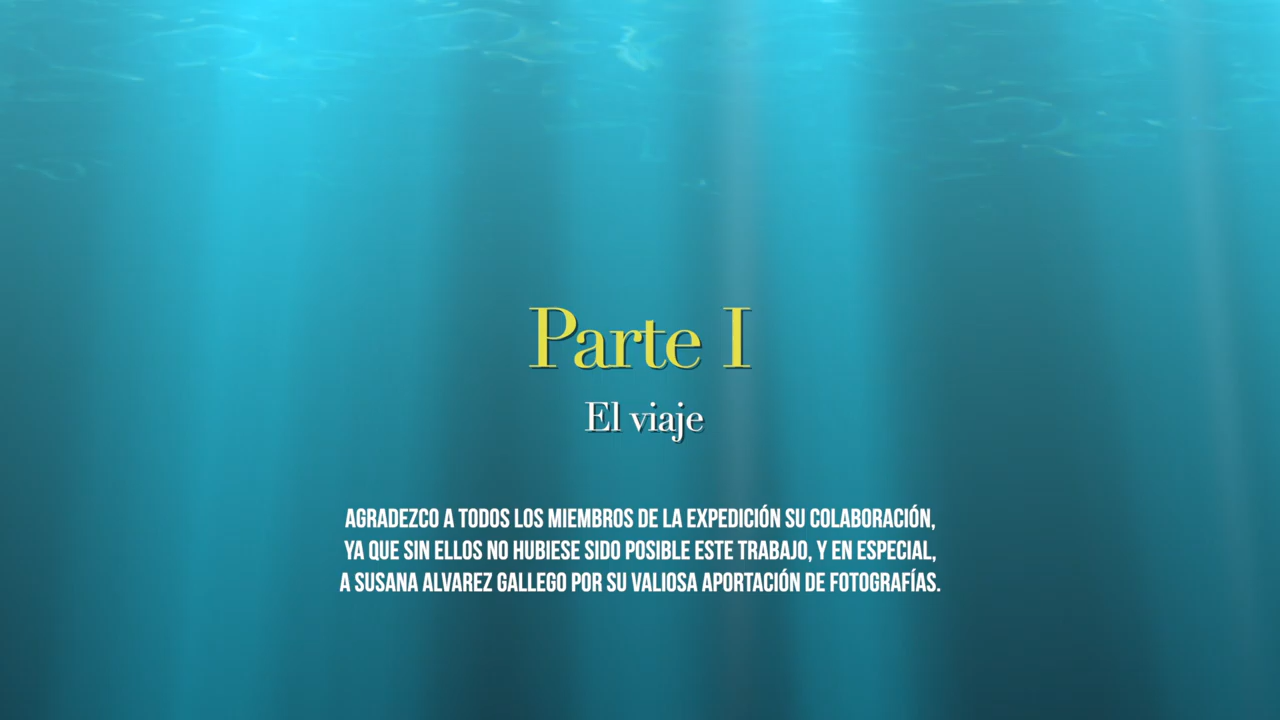 Parte I
El viaje
AGRADEZCO A TODOS LOS MIEMBROS DE LA EXPEDICIÓN SU COLABORACIÓN,
YA QUE SIN ELLOS NO HUBIESE SIDO POSIBLE ESTE TRABAJO, Y EN ESPECIAL,
A SUSANA ALVAREZ GALLEGO POR SU VALIOSA APORTACIÓN DE FOTOGRAFÍAS.